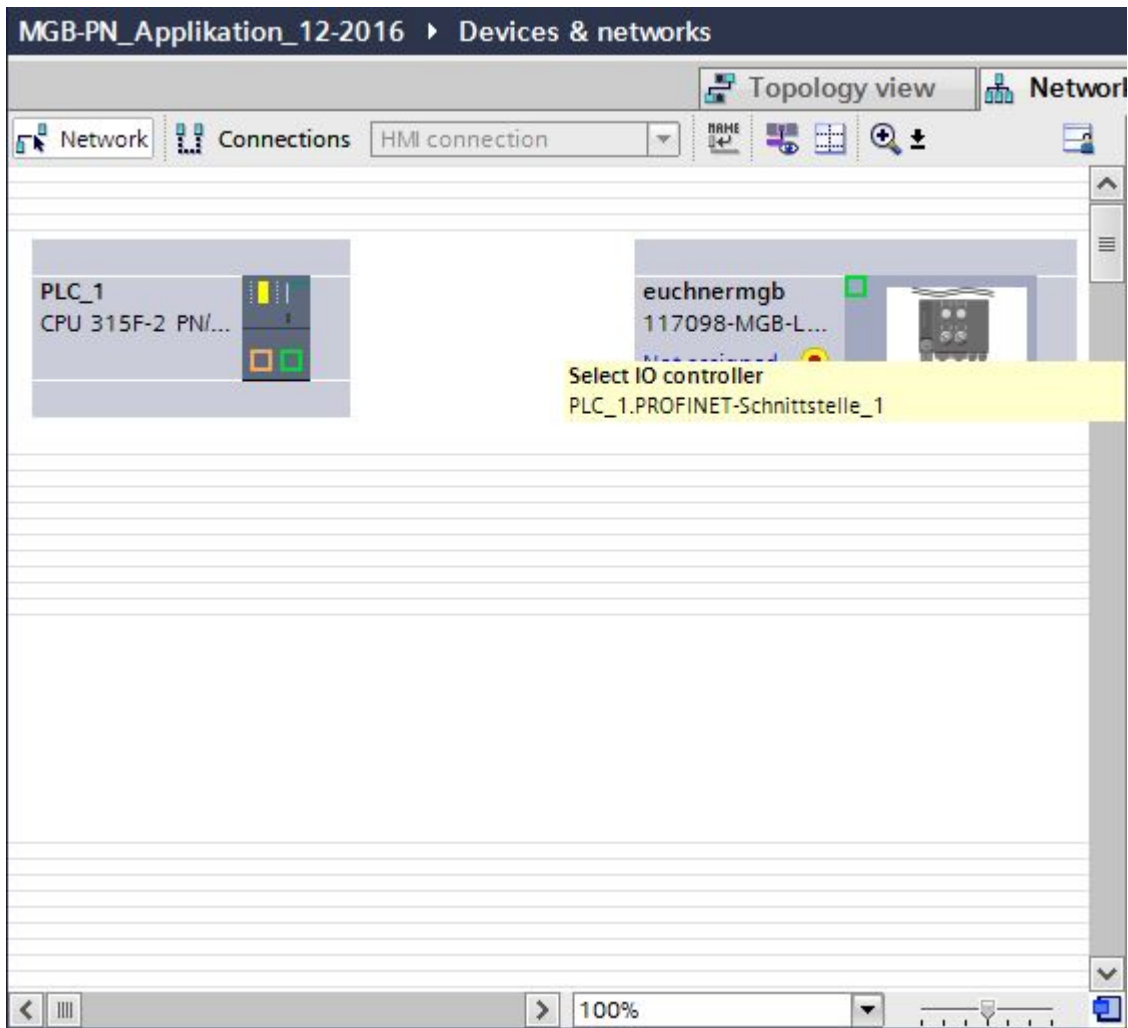 MGB-PN_Applikation_12-2016 ▸ Devices & networks
Topology view
Network Connections HMI connection
NAME
PLC_1
CPU 315F-2 PN/...
euchnermgb
117098-MGB-L...
Select IO controller
PLC_1.PROFINET-Schnittstelle_1
100%